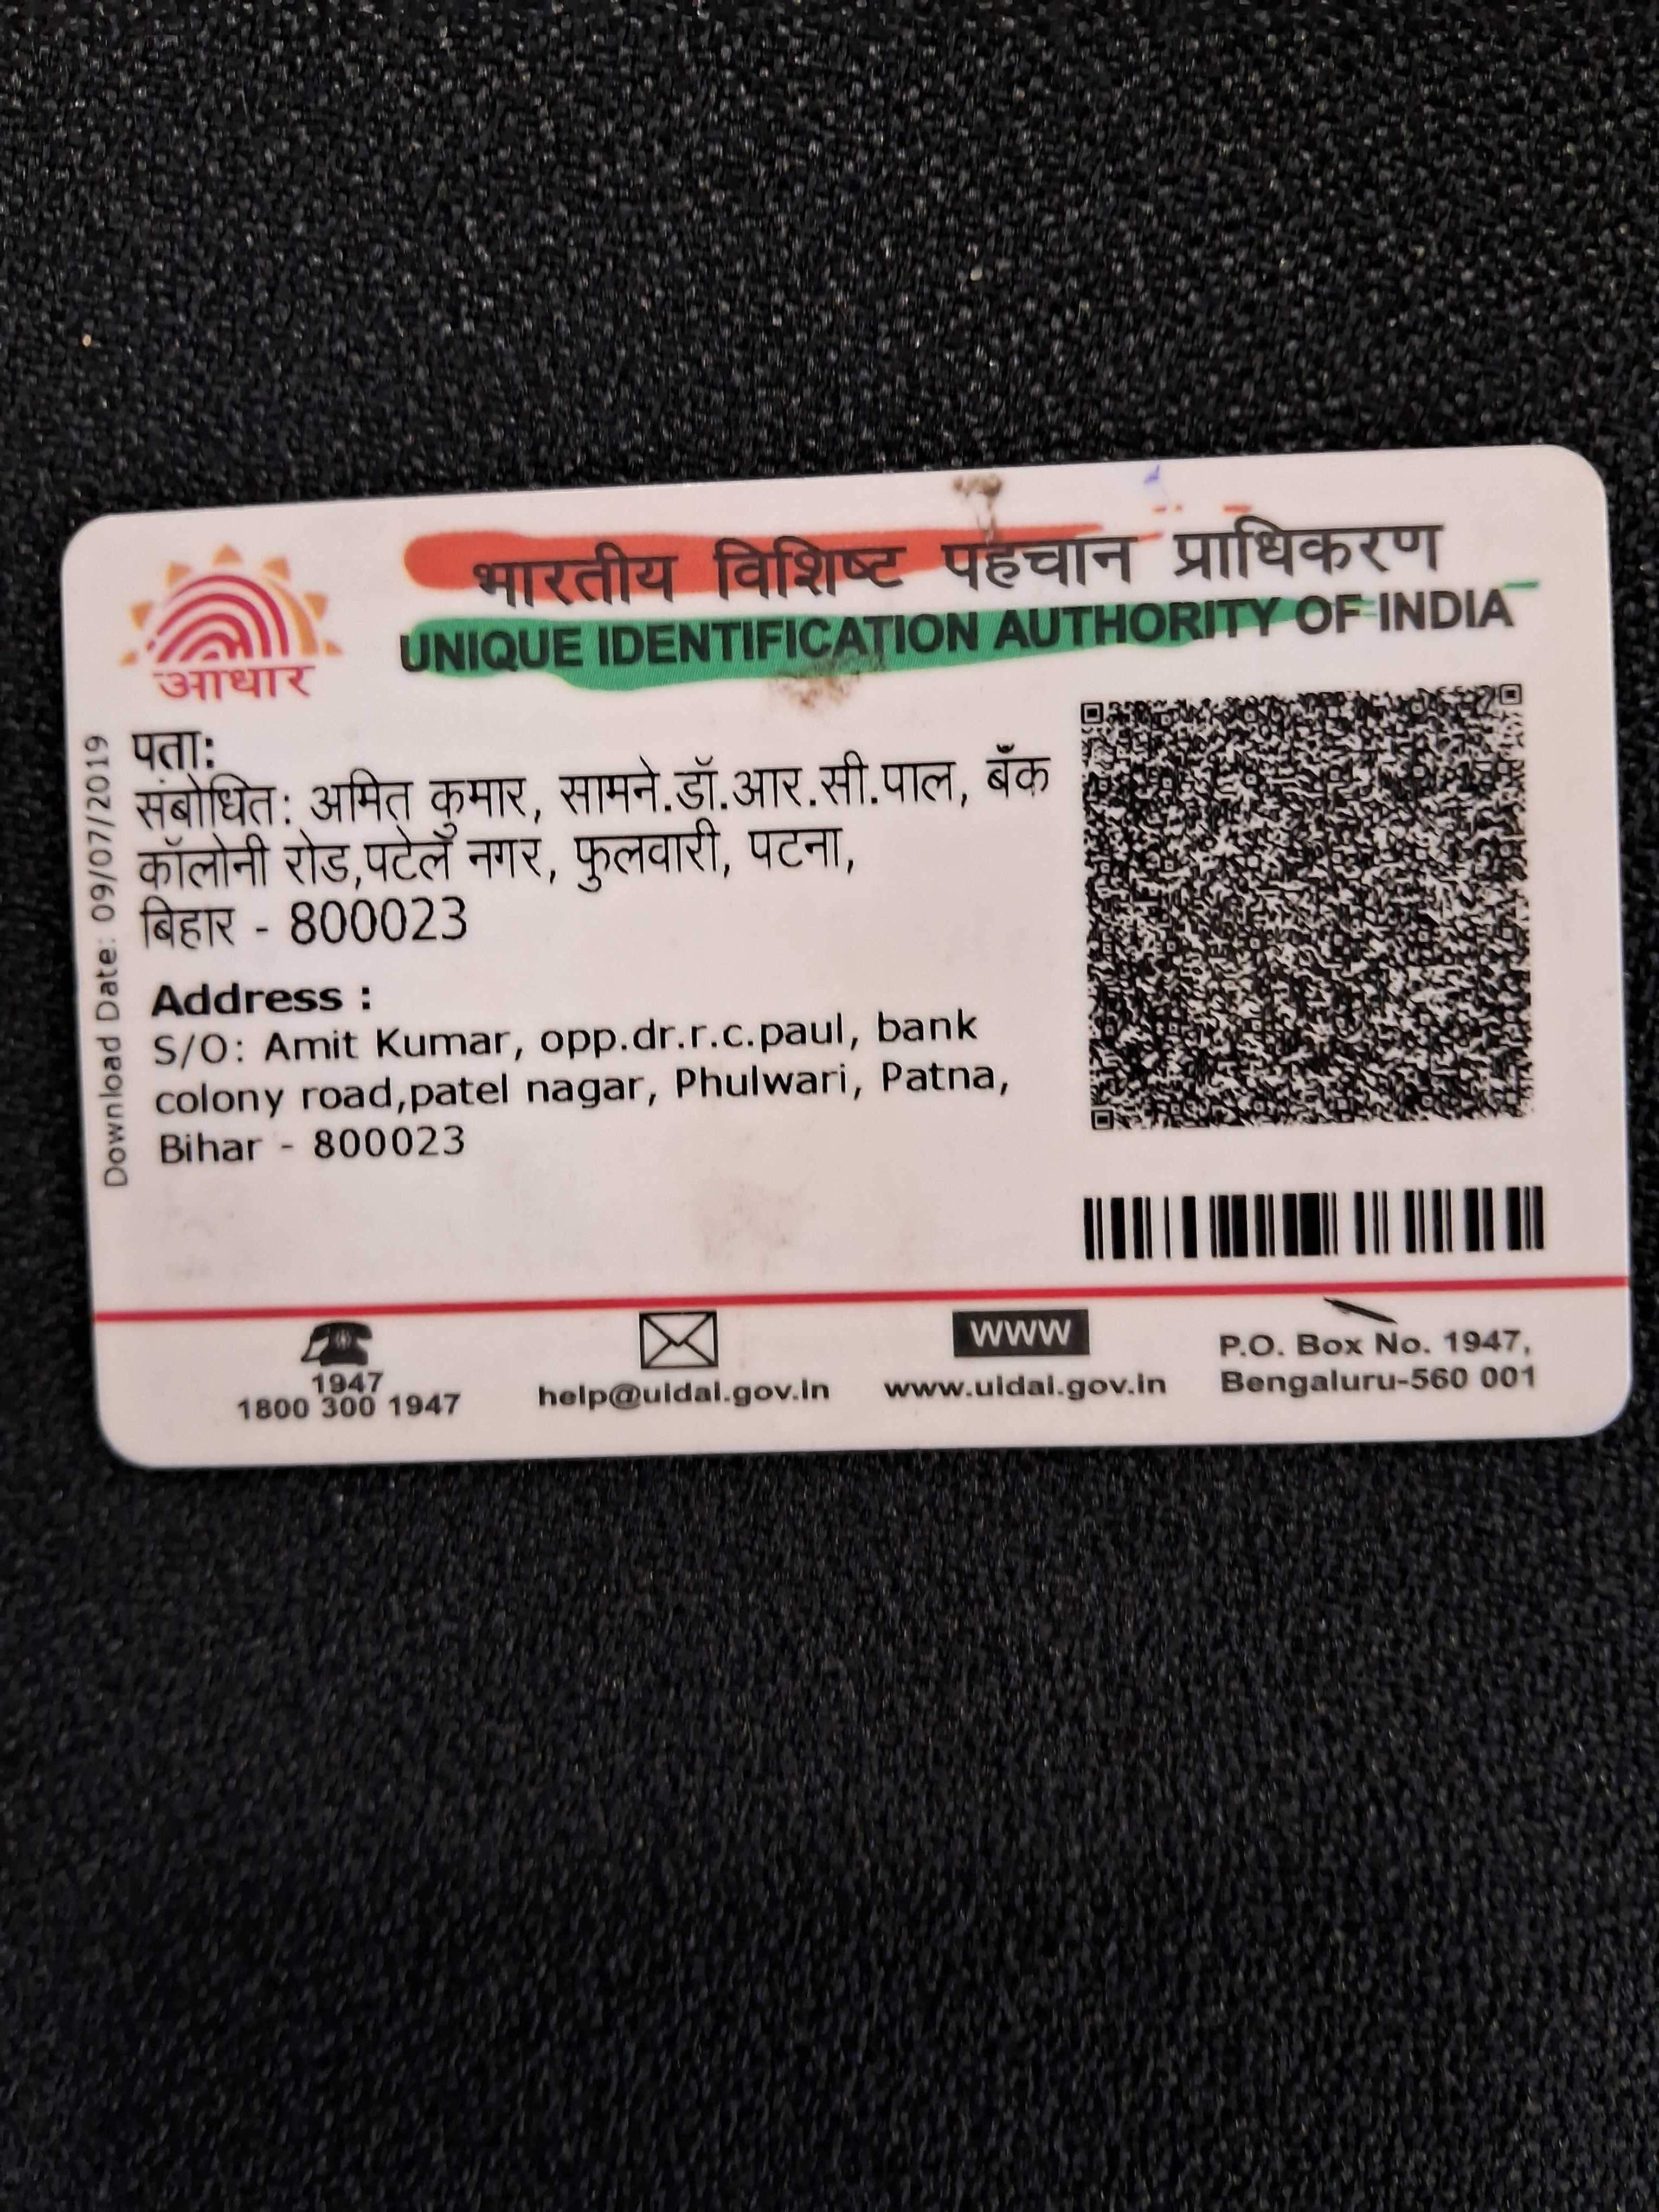 भारतीय विशिष्ट पहचान प्राधिकरण
UNIQUE IDENTIFICATION AUTHORITY OF INDIA
आधार
Download Date: 09/07/2019
पता:
संबोधित: अमित कुमार, सामने.डॉ.आर.सी.पाल, बैंक
कॉलोनी रोड,पटेल नगर, फुलवारी, पटना,
बिहार - 800023
Address :
S/O: Amit Kumar, opp.dr.r.c.paul, bank
colony road,patel nagar, Phulwari, Patna,
Bihar - 800023
1947
1800 300 1947
help@uidai.gov.in
WWW
www.uidai.gov.in
P.O. Box No. 1947,
Bengaluru-560 001